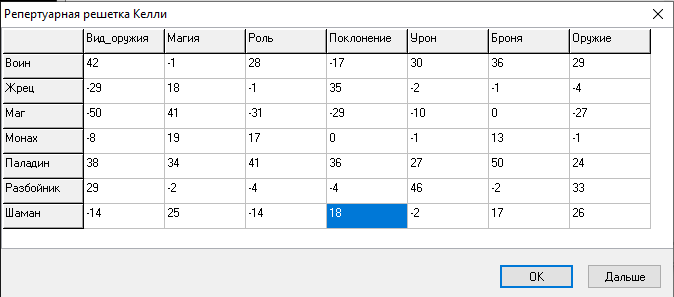 Репертуарная решетка Келли
Вид_оружия Магия Роль Поклонение Урон Броня Оружие
Воин 42 -1 28 -17 30 36 29
Жрец -29 18 -1 35 -2 -1 -4
Маг -50 41 -31 -29 -10 0 -27
Монах -8 19 17 0 -1 13 -1
Паладин 38 34 41 36 27 50 24
Разбойник 29 -2 -4 -4 46 -2 33
Шаман -14 25 -14 18 -2 17 26
OK Дальше